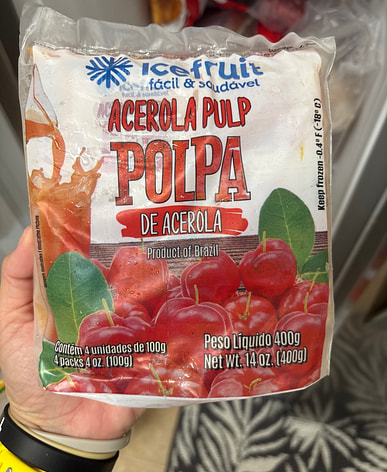 Icefruit
fácil & saudável
ACEROLA PULP
POLPA
DE ACEROLA
Product of Brazil
Keep frozen -0.4°F (-18°C)
Contém 4 unidades de 100g
4 packs 4 oz. (100g)
Peso Líquido 400g
Net Wt. 14 oz. (400g)